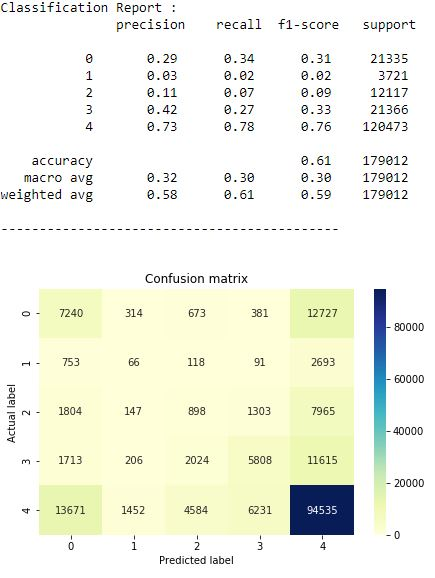 Classification Report :
precision recall f1-score support
0 0.29 0.34 0.31 21335
1 0.03 0.02 0.02 3721
2 0.11 0.07 0.09 12117
3 0.42 0.27 0.33 21366
4 0.73 0.78 0.76 120473
accuracy 0.61 179012
macro avg 0.32 0.30 0.30 179012
weighted avg 0.58 0.61 0.59 179012
----------------------------------------
Confusion matrix
0 7240 314 673 381 12727
1 753 66 118 91 2693
2 1804 147 898 1303 7965
3 1713 206 2024 5808 11615
4 13671 1452 4584 6231 94535
0 1 2 3 4
Actual label
Predicted label
80000
60000
40000
20000
0